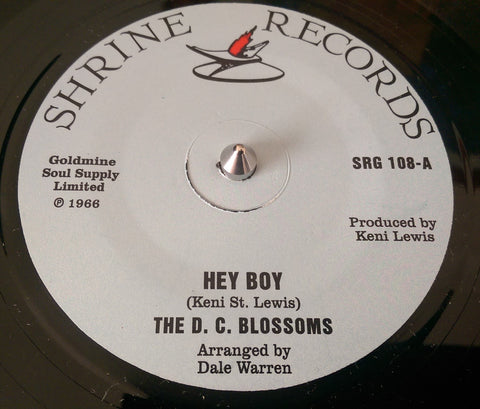 SHRINE RECORDS
Goldmine
Soul Supply
Limited
℗ 1966
SRG 108-A
Produced by
Keni Lewis
HEY BOY
(Keni St. Lewis)
THE D. C. BLOSSOMS
Arranged by
Dale Warren